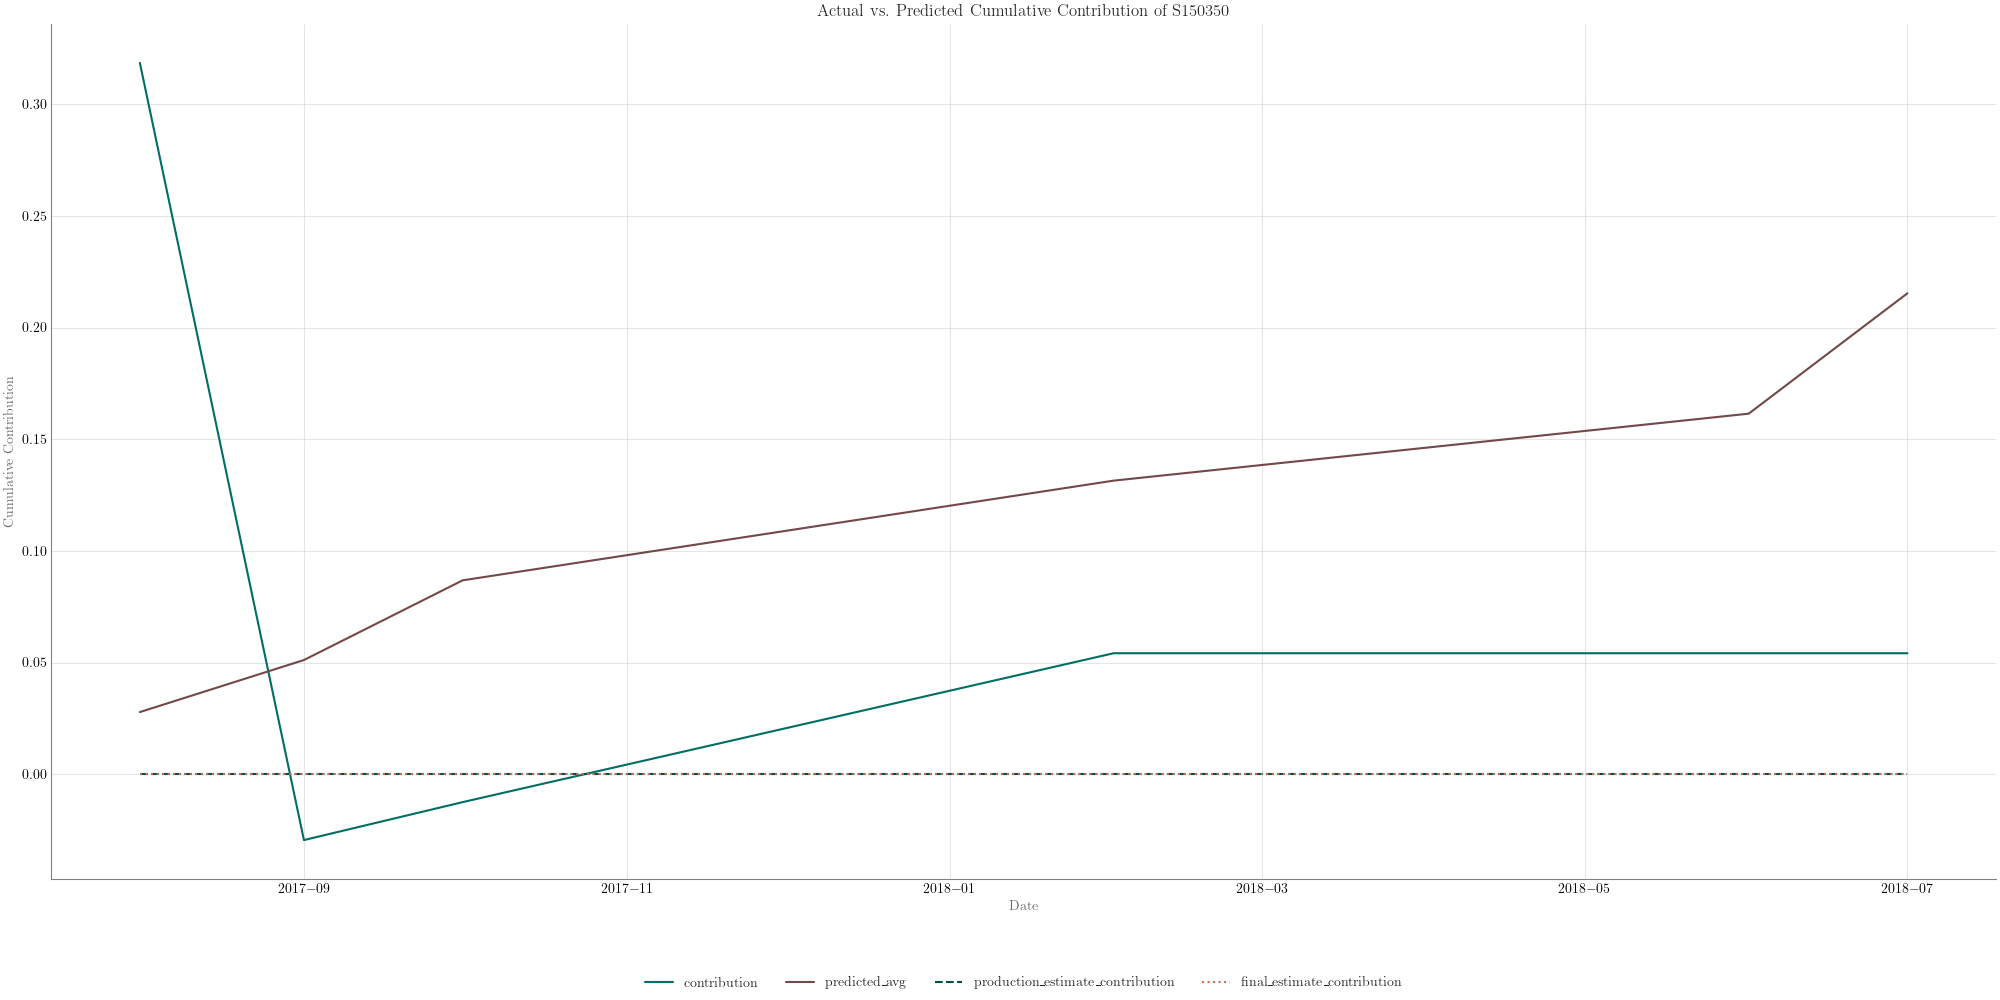 Actual vs. Predicted Cumulative Contribution of S150350
Cumulative Contribution
0.30
0.25
0.20
0.15
0.10
0.05
0.00
2017−09 2017−11 2018−01 2018−03 2018−05 2018−07
Date
contribution predicted_avg production_estimate_contribution final_estimate_contribution